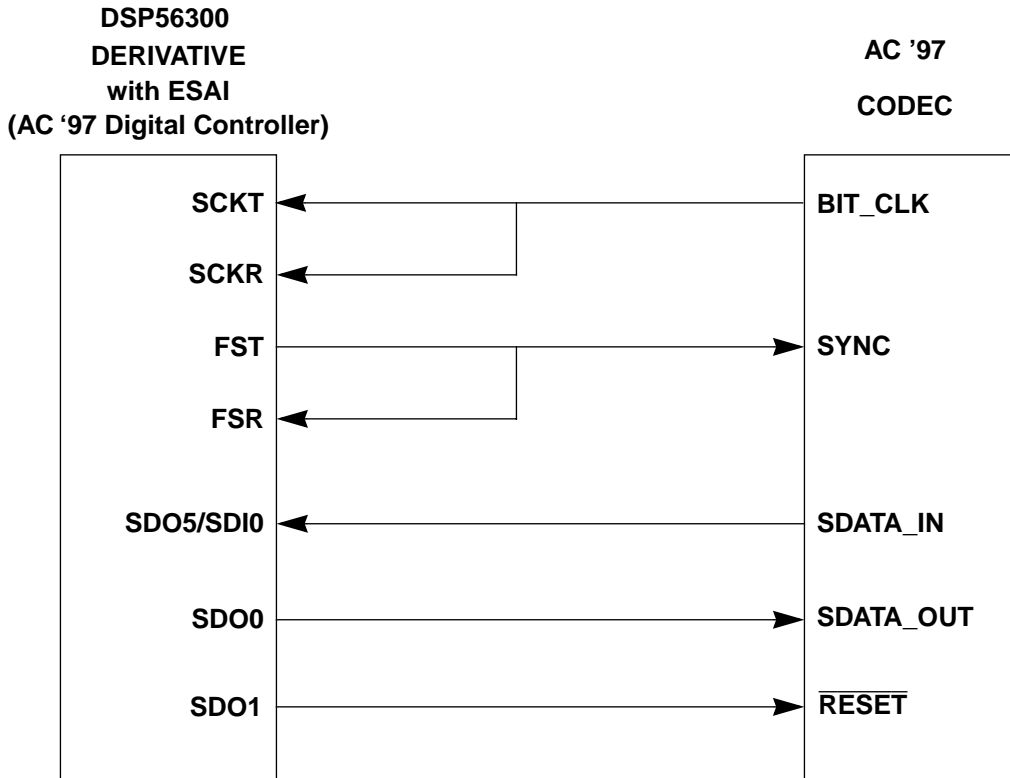 DSP56300
DERIVATIVE
with ESAI
(AC ‘97 Digital Controller)
AC ’97
CODEC
SCKT
BIT_CLK
SCKR
FST
SYNC
FSR
SDO5/SDI0
SDATA_IN
SDO0
SDATA_OUT
SDO1
RESET